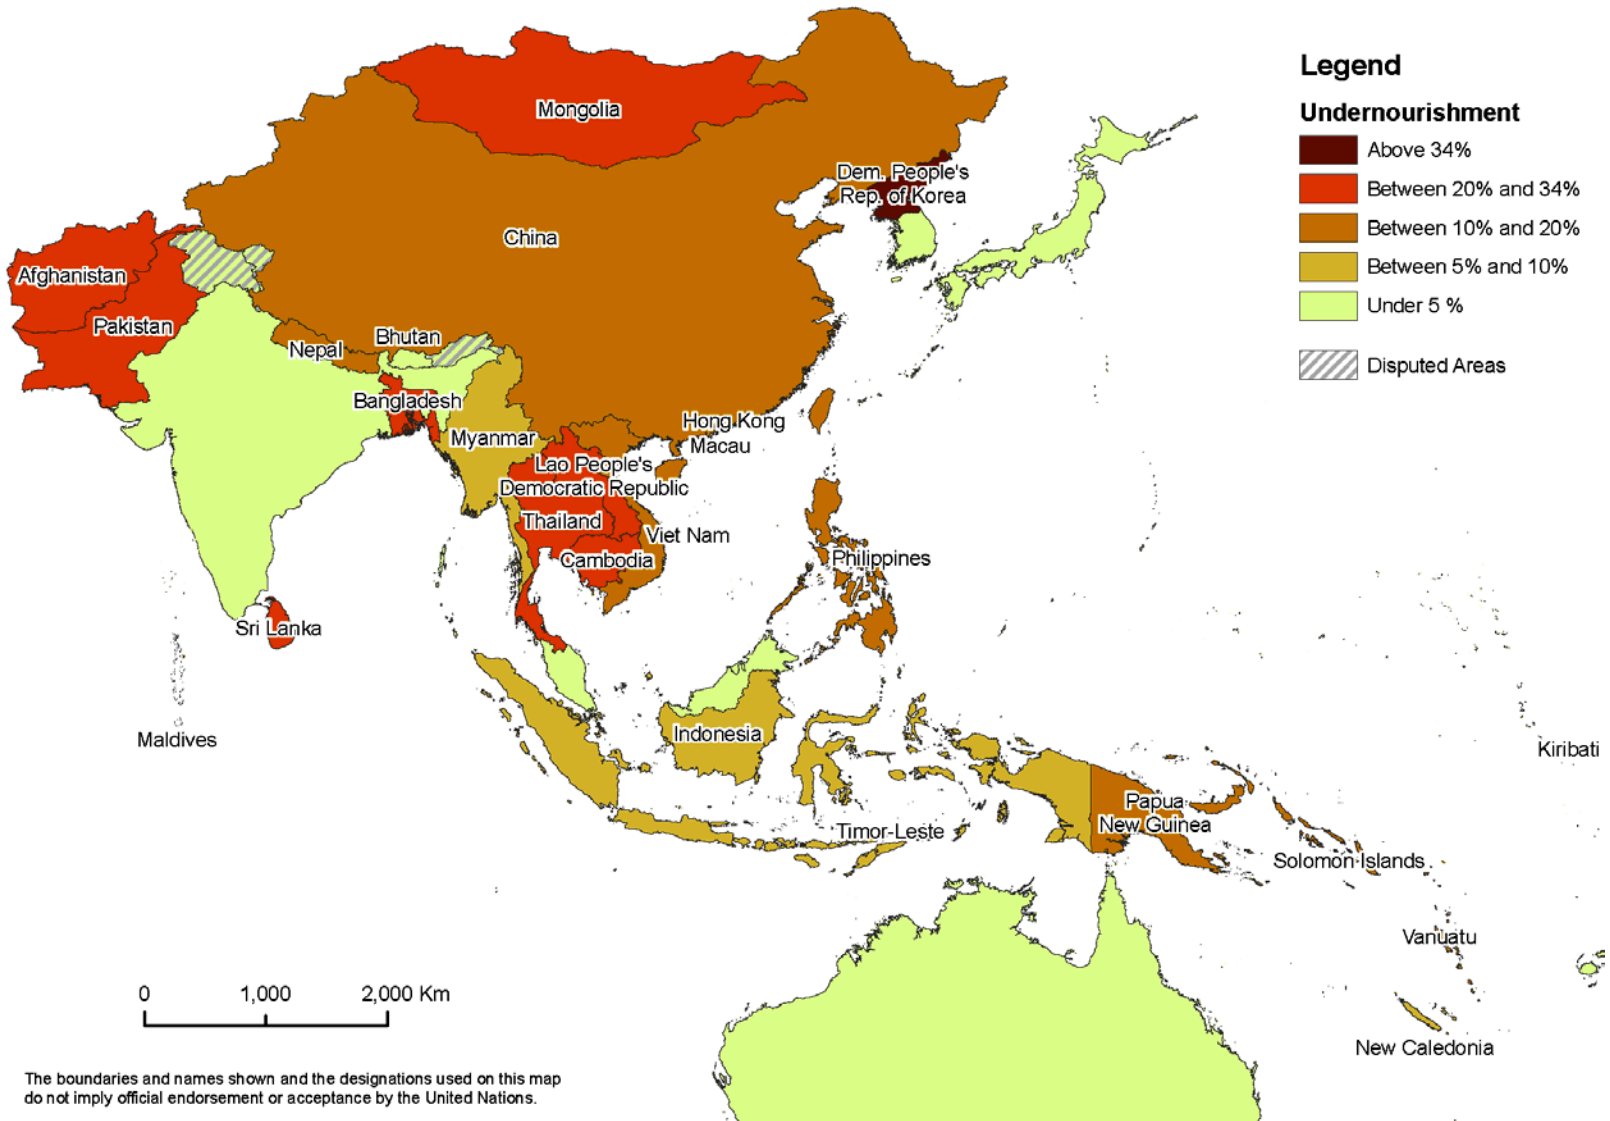 Legend
Undernourishment
Above 34%
Between 20% and 34%
Between 10% and 20%
Between 5% and 10%
Under 5 %
Disputed Areas
Mongolia
Dem. People's
Rep. of Korea
China
Afghanistan
Pakistan
Nepal
Bhutan
Bangladesh
Myanmar
Hong Kong
Macau
Lao People's
Democratic Republic
Thailand
Viet Nam
Cambodia
Philippines
Sri Lanka
Maldives
Indonesia
Kiribati
Papua
New Guinea
Timor-Leste
Solomon Islands
Vanuatu
New Caledonia
0 1,000 2,000 Km
The boundaries and names shown and the designations used on this map
do not imply official endorsement or acceptance by the United Nations.